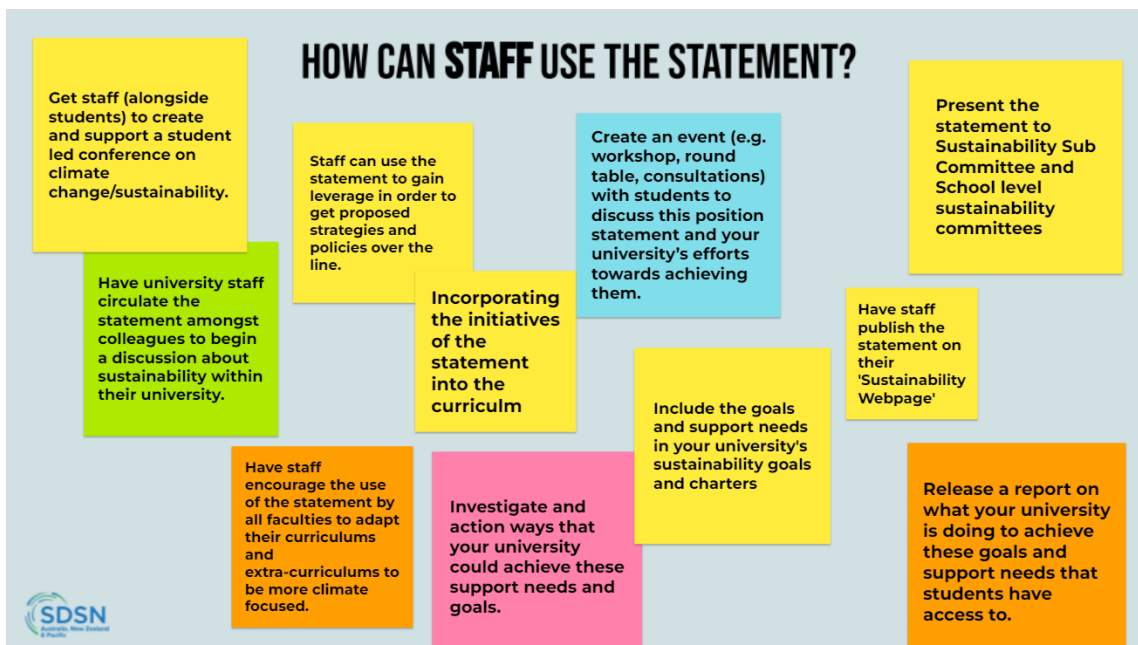 HOW CAN STAFF USE THE STATEMENT?
Get staff (alongside
students) to create
and support a student
led conference on
climate
change/sustainability.
Staff can use the
statement to gain
leverage in order to
get proposed
strategies and
policies over the
line.
Create an event (e.g.
workshop, round
table, consultations)
with students to
discuss this position
statement and your
university’s efforts
towards achieving
them.
Present the
statement to
Sustainability Sub
Committee and
School level
sustainability
committees
Have university staff
circulate the
statement amongst
colleagues to begin
a discussion about
sustainability within
their university.
Incorporating
the initiatives
of the
statement
into the
curriculm
Include the goals
and support needs
in your university's
sustainability goals
and charters
Have staff
publish the
statement on
their
'Sustainability
Webpage'
Have staff
encourage the use
of the statement by
all faculties to adapt
their curriculums
and
extra-curriculums to
be more climate
focused.
Investigate and
action ways that
your university
could achieve these
support needs and
goals.
Release a report on
what your university
is doing to achieve
these goals and
support needs that
students have
access to.
SDSN
Australia, New Zealand
& Pacific